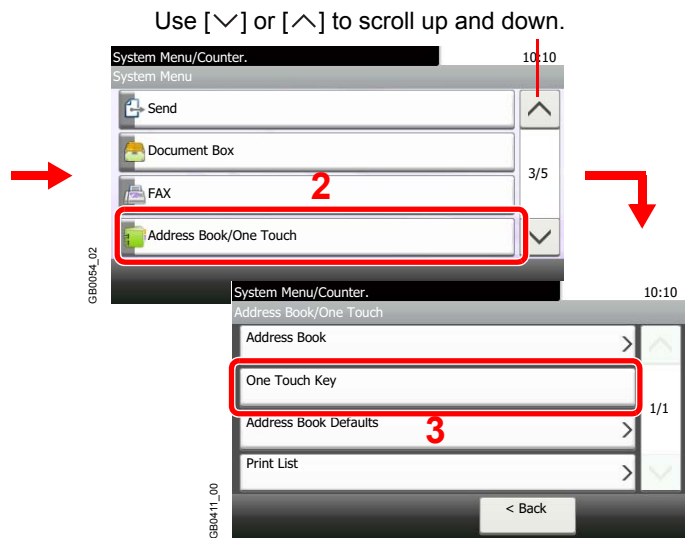 Use [∨] or [∧] to scroll up and down.
System Menu/Counter.
10:10
System Menu
Send
Document Box
3/5
FAX
2
Address Book/One Touch
GB0054_02
System Menu/Counter.
10:10
Address Book/One Touch
Address Book
One Touch Key
1/1
Address Book Defaults
3
Print List
< Back
GB0411_00